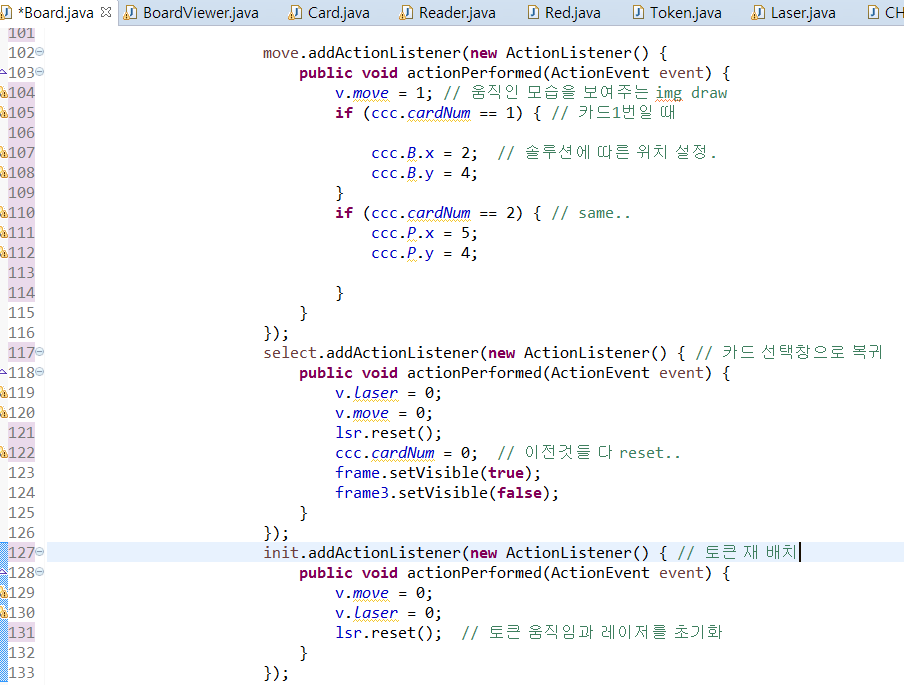 *Board.java BoardViewer.java Card.java Reader.java Red.java Token.java Laser.java CH
101
102 move.addActionListener(new ActionListener() {
103 public void actionPerformed(ActionEvent event) {
104 v.move = 1; // 움직인 모습을 보여주는 img draw
105 if (ccc.cardNum == 1) { // 카드1번일 때
106
107 ccc.B.x = 2; // 솔루션에 따른 위치 설정.
108 ccc.B.y = 4;
109 }
110 if (ccc.cardNum == 2) { // same..
111 ccc.P.x = 5;
112 ccc.P.y = 4;
113
114 }
115 }
116 });
117 select.addActionListener(new ActionListener() { // 카드 선택창으로 복귀
118 public void actionPerformed(ActionEvent event) {
119 v.laser = 0;
120 v.move = 0;
121 lsr.reset();
122 ccc.cardNum = 0; // 이전것들 다 reset..
123 frame.setVisible(true);
124 frame3.setVisible(false);
125 }
126 });
127 init.addActionListener(new ActionListener() { // 토큰 재 배치
128 public void actionPerformed(ActionEvent event) {
129 v.move = 0;
130 v.laser = 0;
131 lsr.reset(); // 토큰 움직임과 레이저를 초기화
132 }
133 });